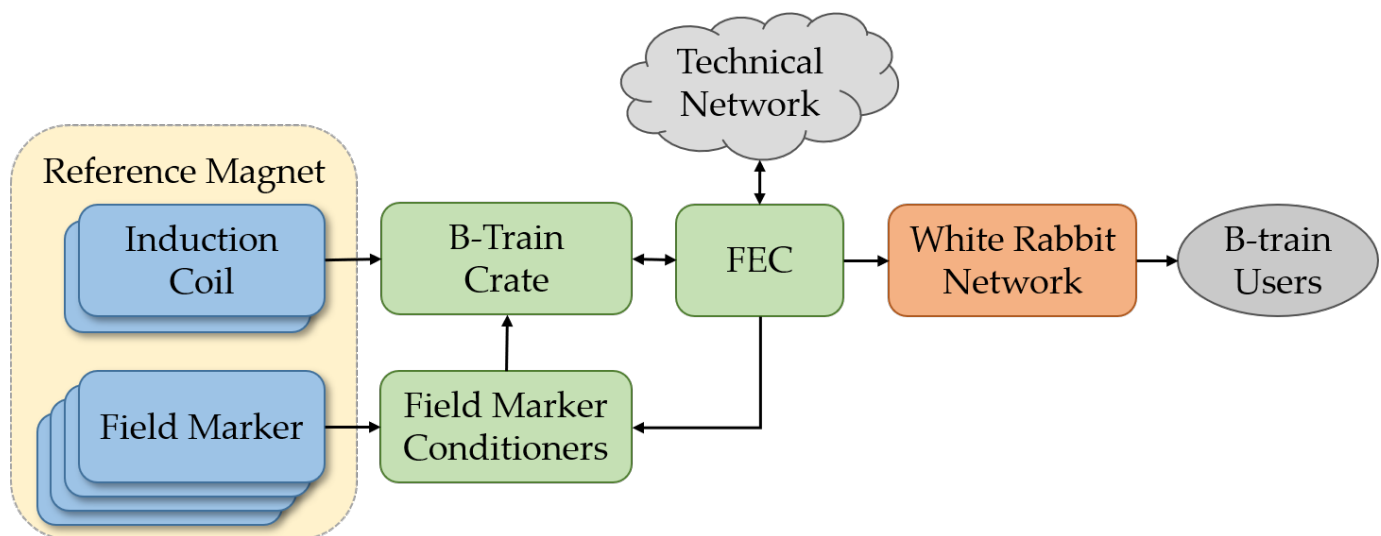 Technical
Network
Reference Magnet
Induction
Coil
B-Train
Crate
FEC
White Rabbit
Network
B-train
Users
Field Marker
Field Marker
Conditioners